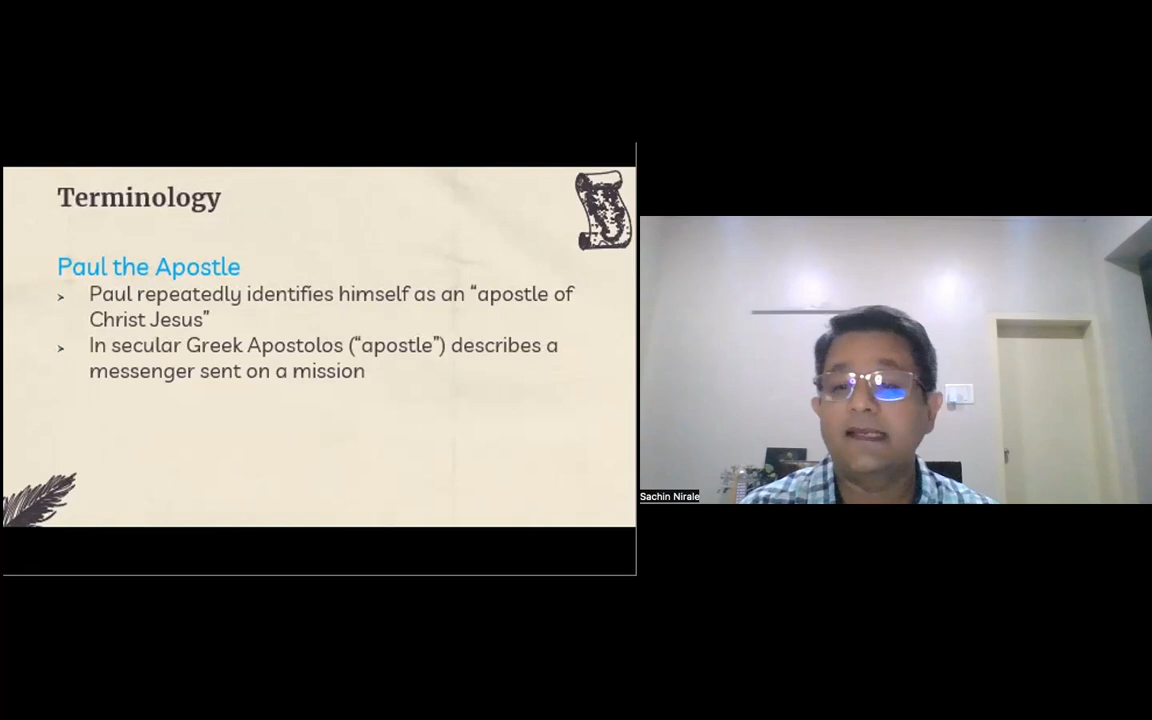 Terminology
Paul the Apostle
➢ Paul repeatedly identifies himself as an “apostle of
Christ Jesus”
➢ In secular Greek Apostolos (“apostle”) describes a
messenger sent on a mission
Sachin Nirale